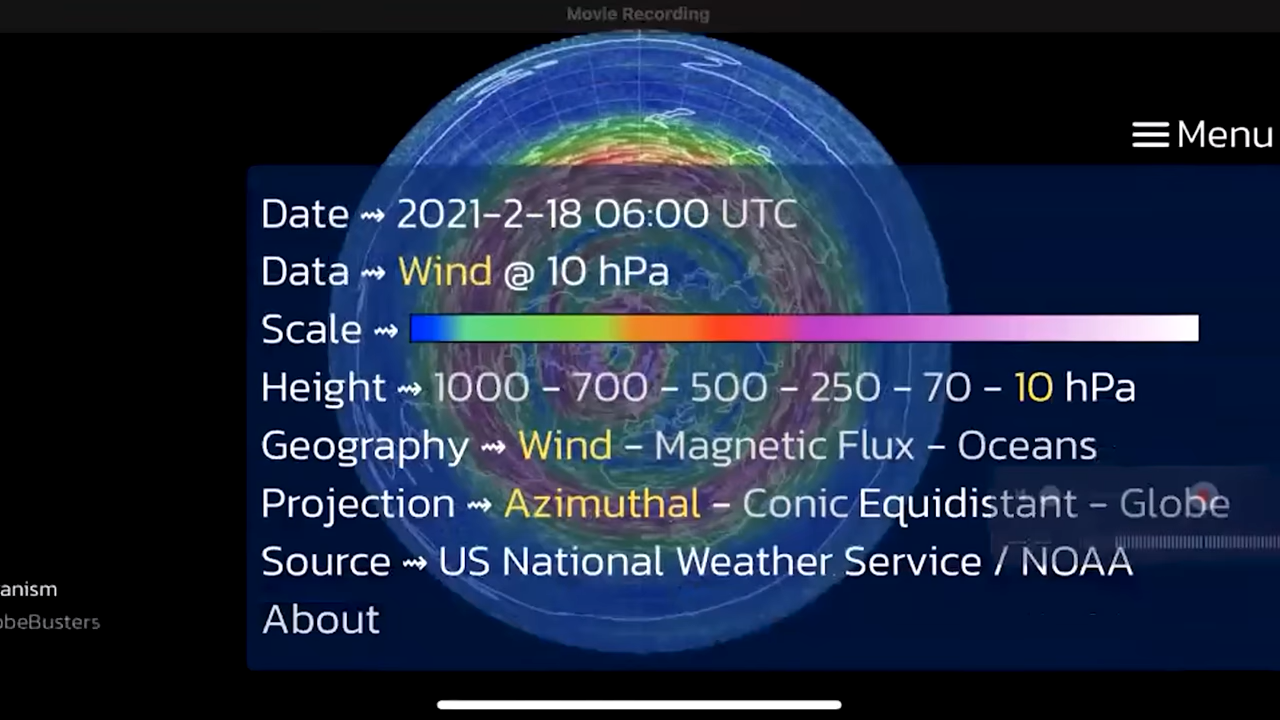 Movie Recording
Menu
Date ⇝ 2021-2-18 06:00 UTC
Data ⇝ Wind @ 10 hPa
Scale ⇝
Height ⇝ 1000 - 700 - 500 - 250 - 70 - 10 hPa
Geography ⇝ Wind - Magnetic Flux - Oceans
Projection ⇝ Azimuthal - Conic Equidistant - Globe
Source ⇝ US National Weather Service / NOAA
anism
obeBusters
About